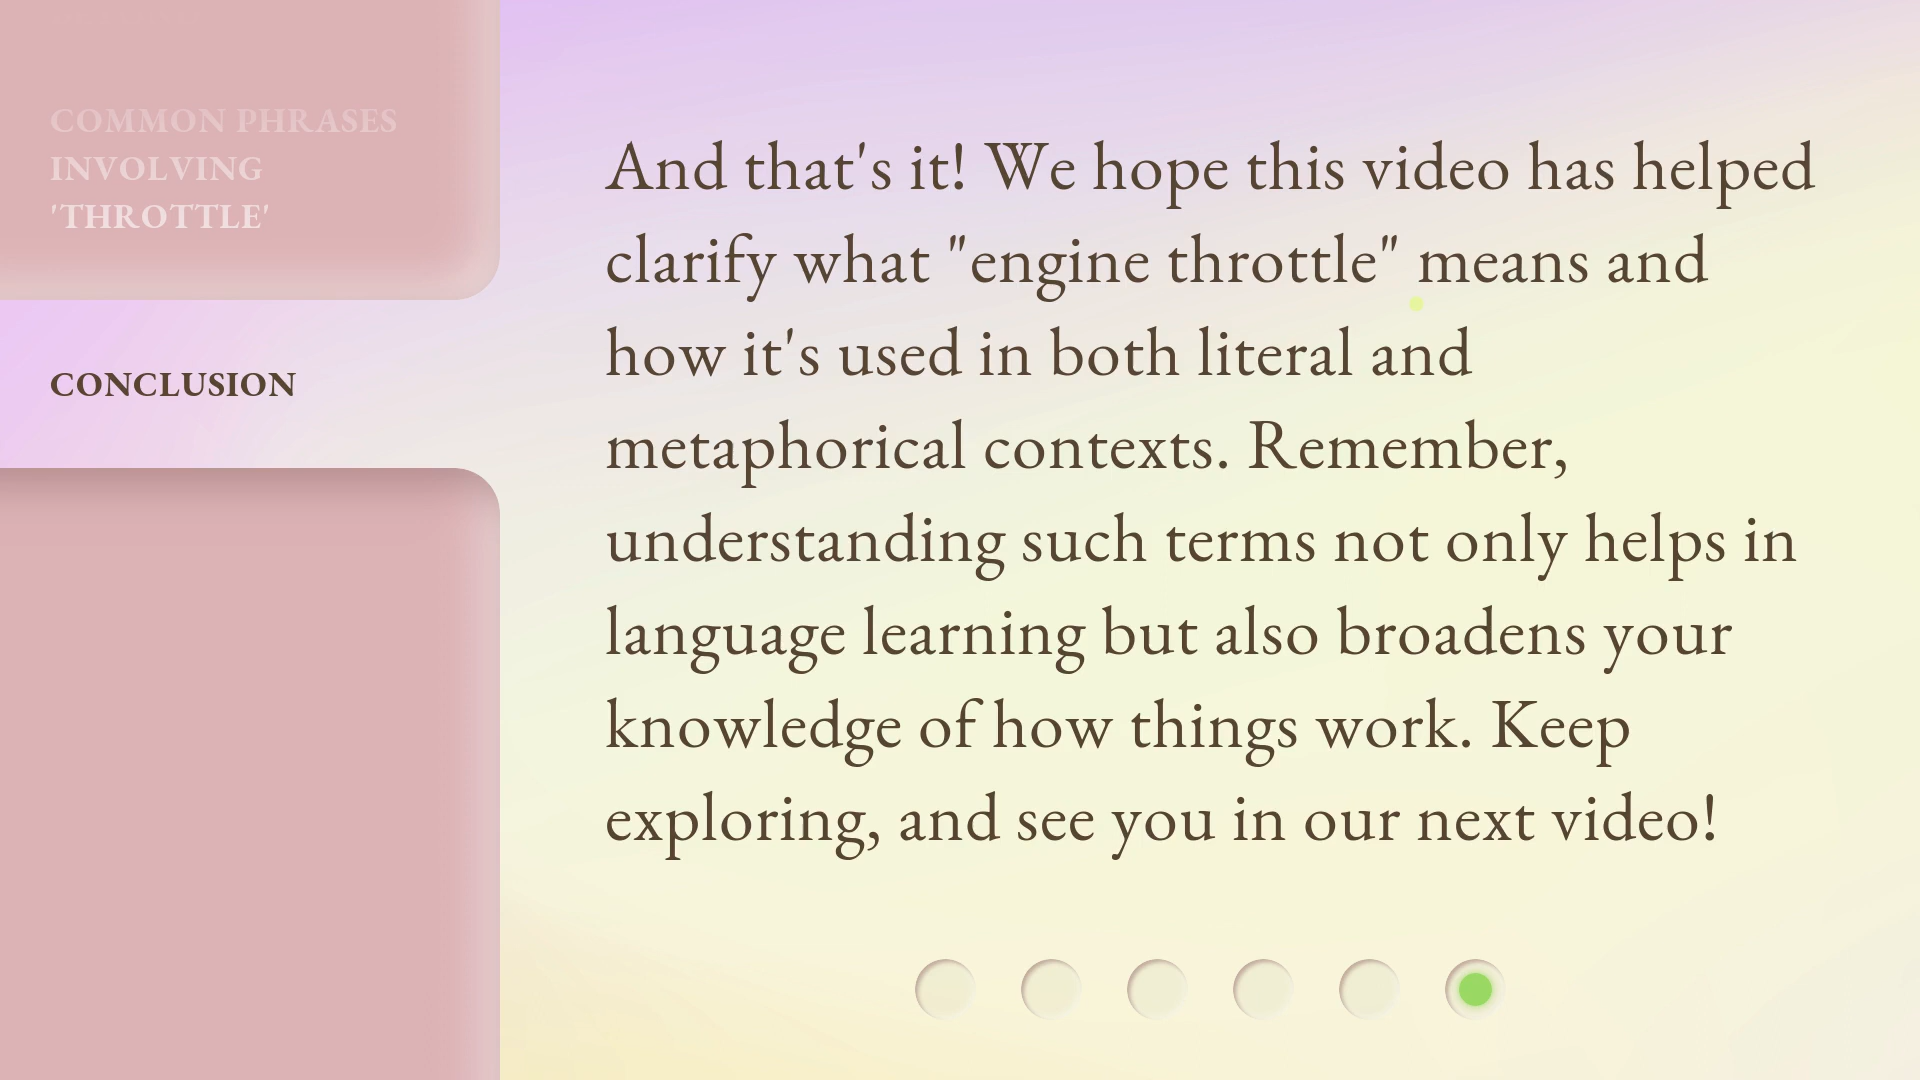 COMMON PHRASES
INVOLVING
'THROTTLE'
CONCLUSION
And that's it! We hope this video has helped
clarify what "engine throttle" means and
how it's used in both literal and
metaphorical contexts. Remember,
understanding such terms not only helps in
language learning but also broadens your
knowledge of how things work. Keep
exploring, and see you in our next video!